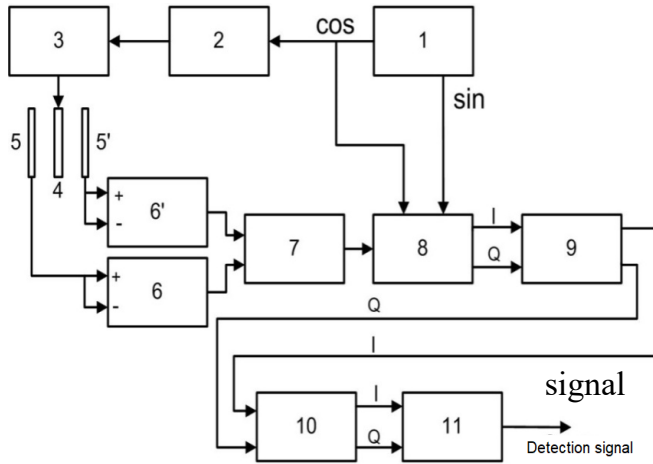 3
2
cos
1
sin
5
5'
4
+
-
6'
+
-
6
7
8
I
Q
9
Q
I
signal
10
I
Q
11
Detection signal